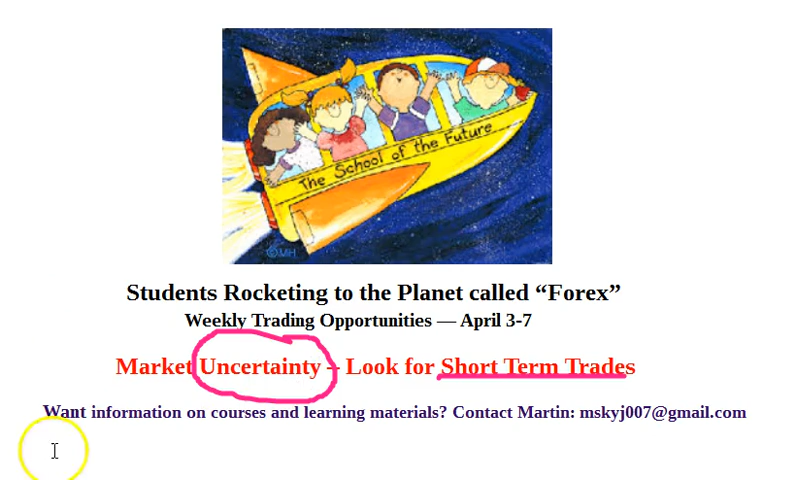 The School of the Future
©MH
Students Rocketing to the Planet called “Forex”
Weekly Trading Opportunities — April 3-7
Market Uncertainty – Look for Short Term Trades
Want information on courses and learning materials? Contact Martin: mskyj007@gmail.com